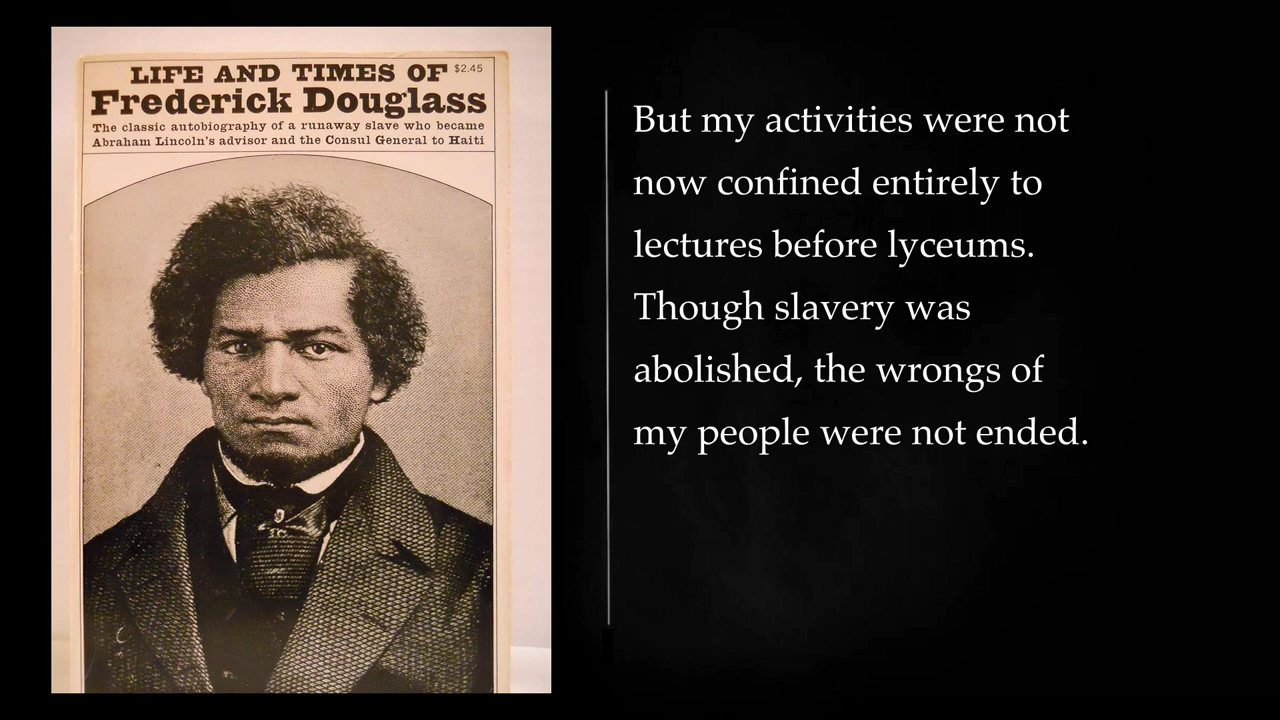 LIFE AND TIMES OF $2.45
Frederick Douglass
The classic autobiography of a runaway slave who became
Abraham Lincoln's advisor and the Consul General to Haiti
But my activities were not
now confined entirely to
lectures before lyceums.
Though slavery was
abolished, the wrongs of
my people were not ended.